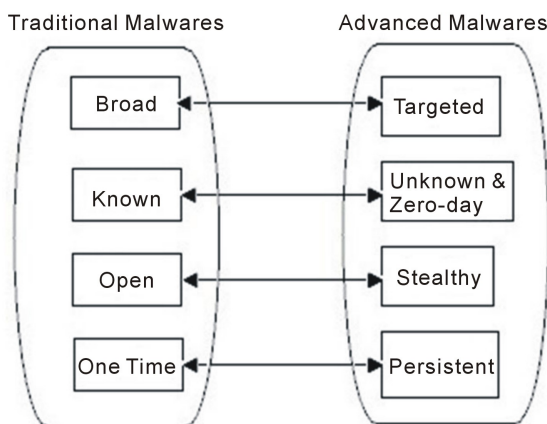 Traditional Malwares
Advanced Malwares
Broad
Targeted
Known
Unknown &
Zero-day
Open
Stealthy
One Time
Persistent